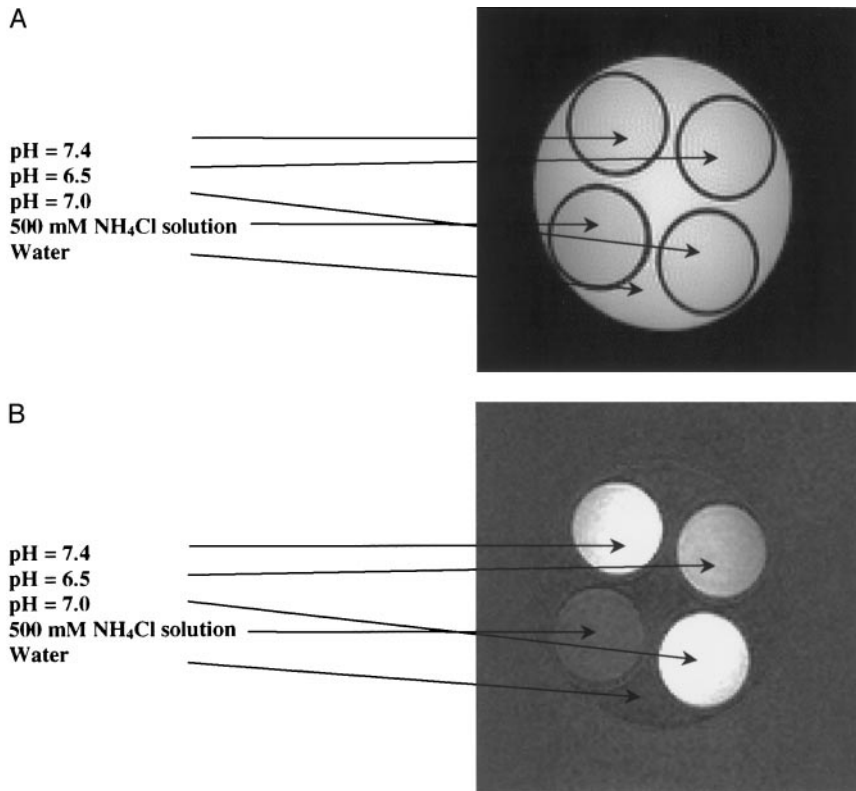 A
pH = 7.4
pH = 6.5
pH = 7.0
500 mM NH₄Cl solution
Water
B
pH = 7.4
pH = 6.5
pH = 7.0
500 mM NH₄Cl solution
Water